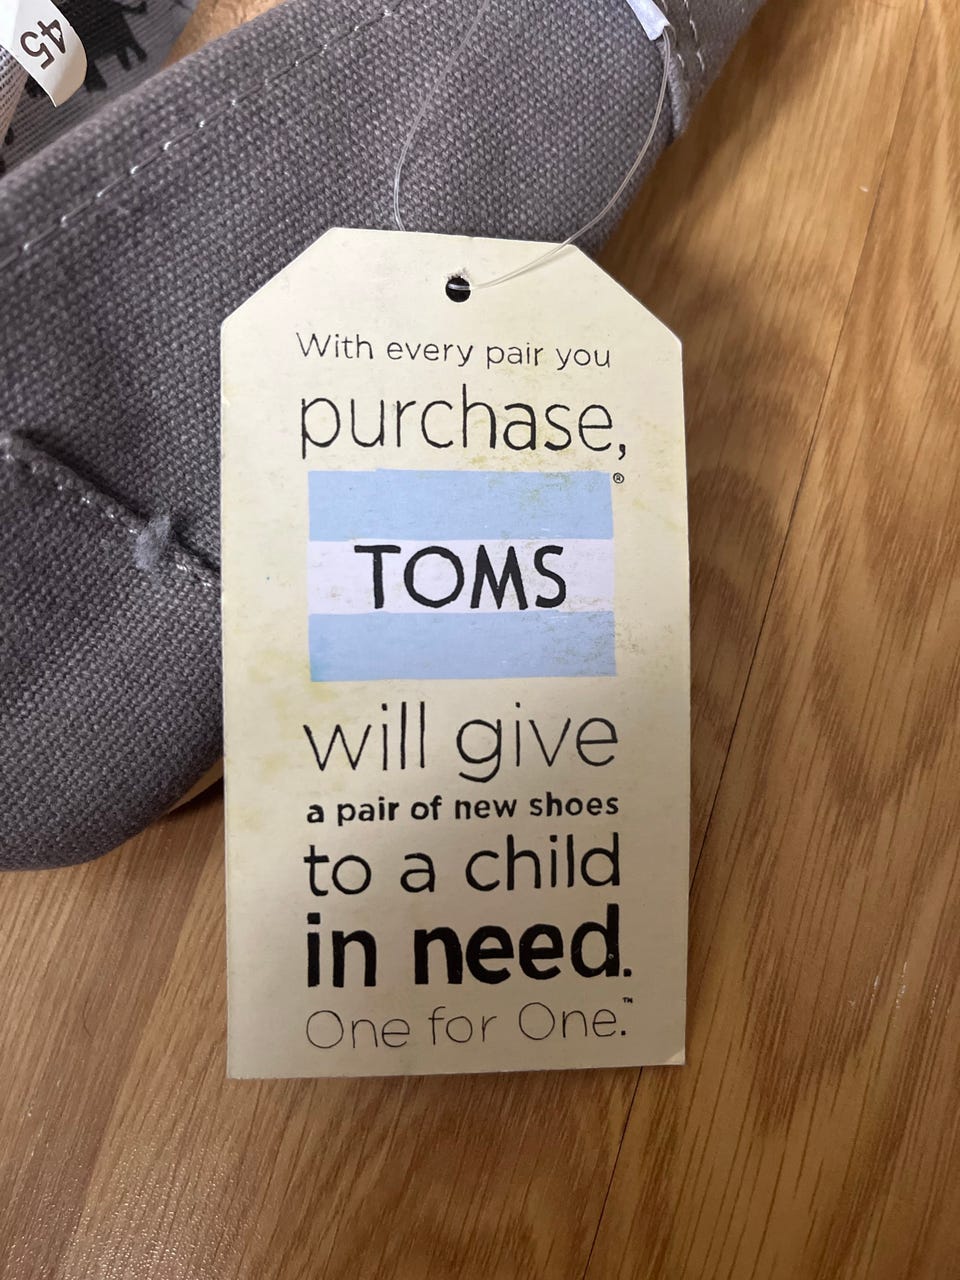 45
With every pair you
purchase,
TOMS®
will give
a pair of new shoes
to a child
in need.
One for One.™